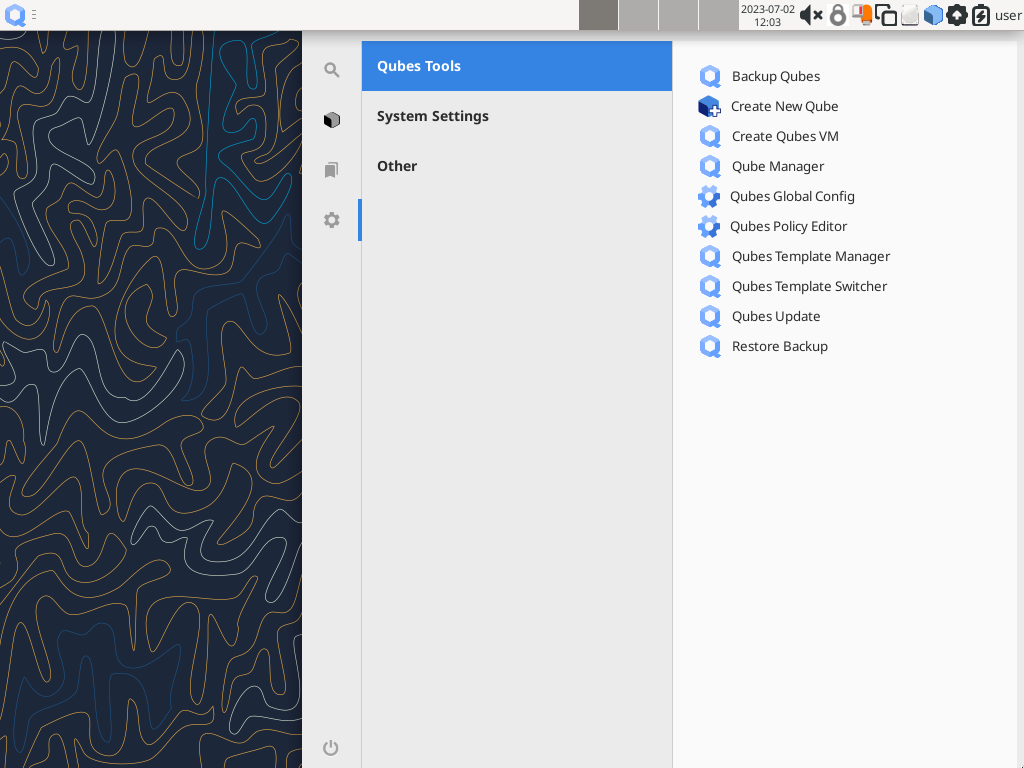 2023-07-02
12:03
user
Qubes Tools
System Settings
Other
Backup Qubes
Create New Qube
Create Qubes VM
Qube Manager
Qubes Global Config
Qubes Policy Editor
Qubes Template Manager
Qubes Template Switcher
Qubes Update
Restore Backup